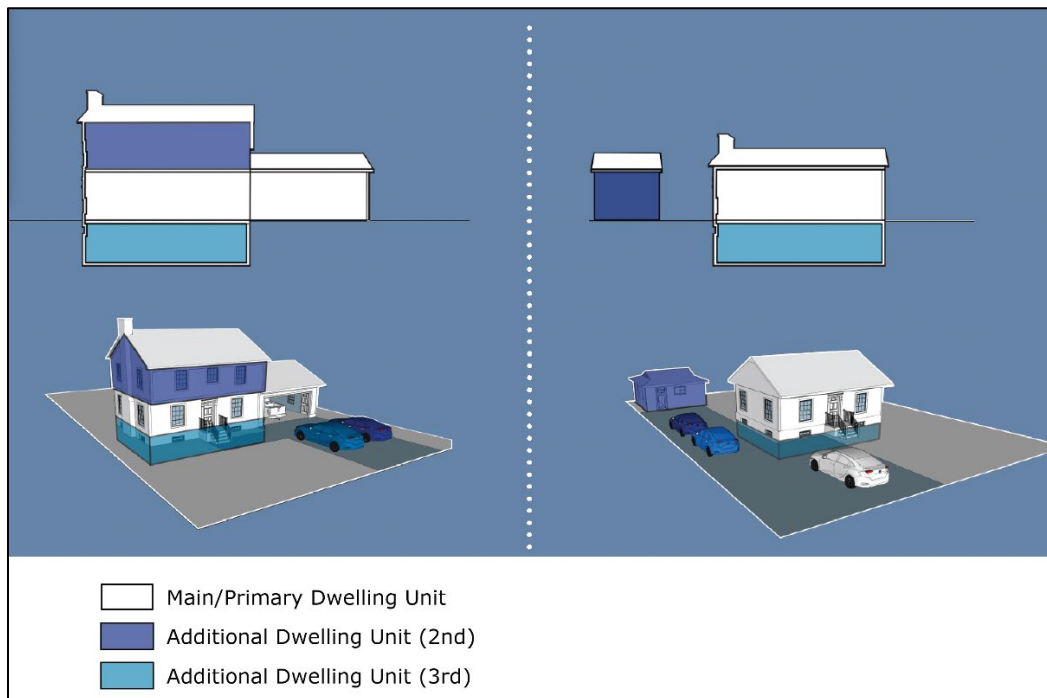 Main/Primary Dwelling Unit
Additional Dwelling Unit (2nd)
Additional Dwelling Unit (3rd)